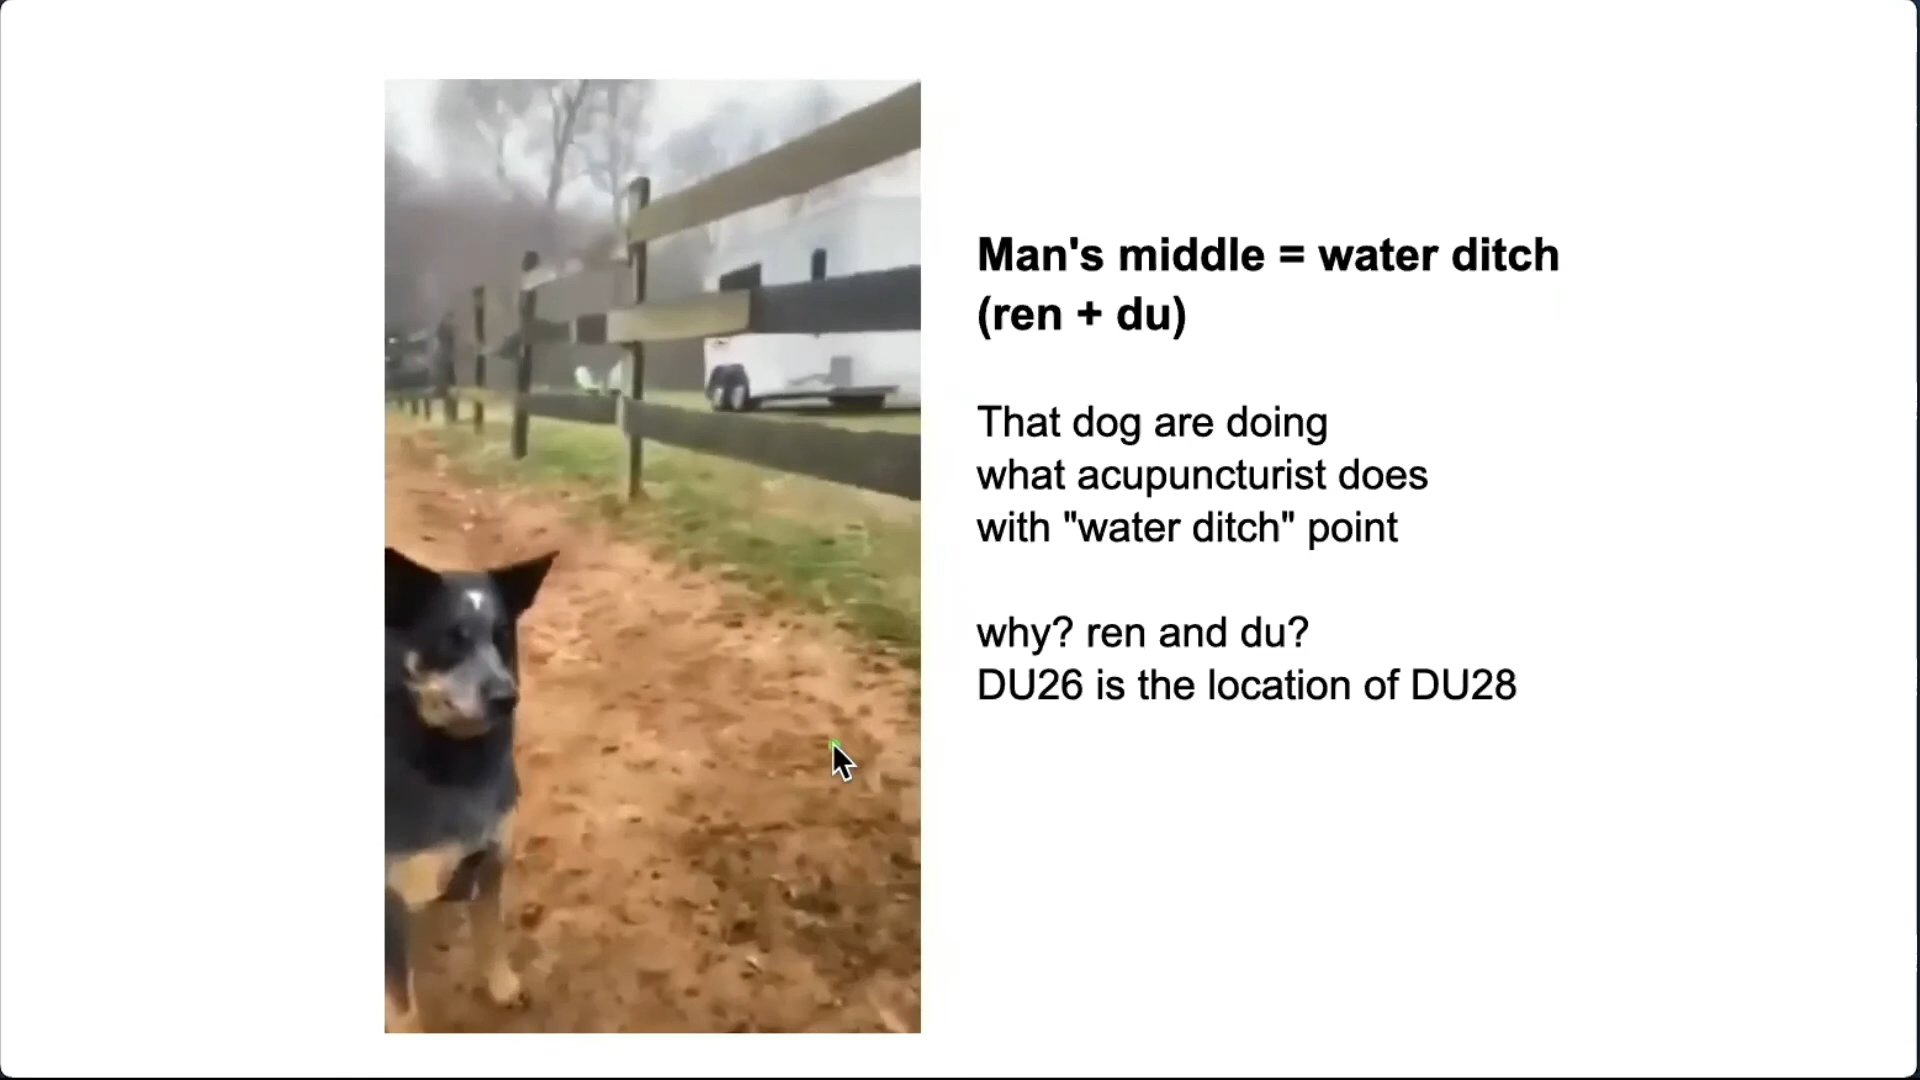 Man's middle = water ditch
(ren + du)
That dog are doing
what acupuncturist does
with "water ditch" point
why? ren and du?
DU26 is the location of DU28